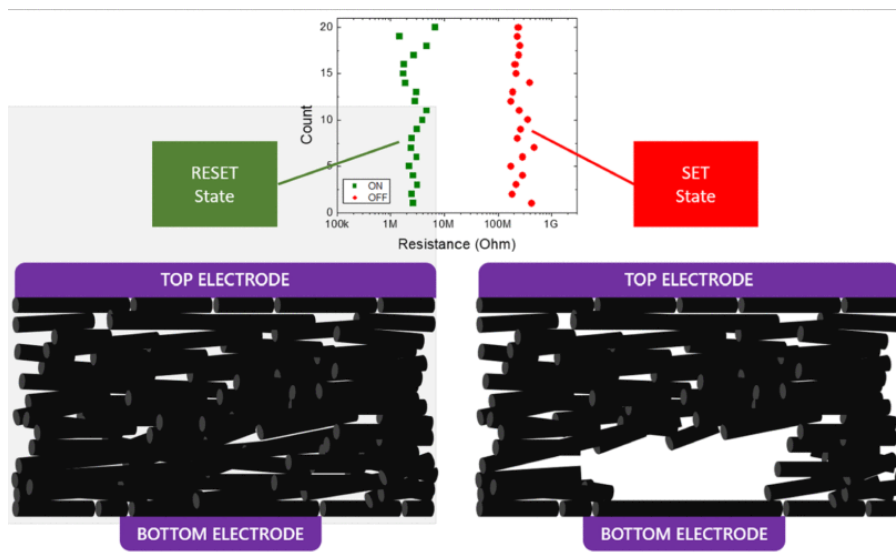 20
15
10
5
0
Count
ON
OFF
100k
1M
10M
100M
1G
Resistance (Ohm)
RESET
State
SET
State
TOP ELECTRODE
TOP ELECTRODE
BOTTOM ELECTRODE
BOTTOM ELECTRODE